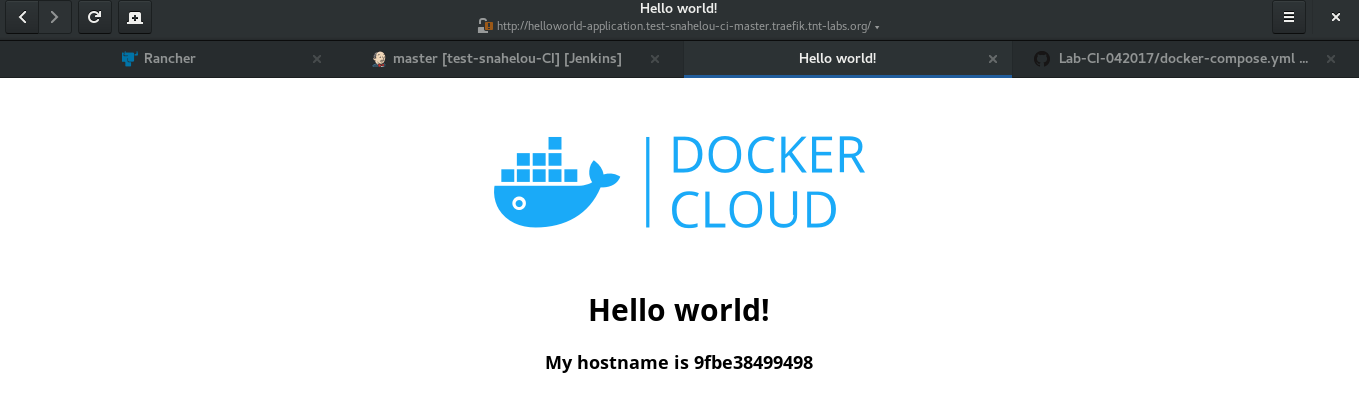 Hello world!
http://helloworld-application.test-snahelou-ci-master.traefik.tnt-labs.org/
Rancher
master [test-snahelou-CI] [Jenkins]
Hello world!
Lab-CI-042017/docker-compose.yml ...
DOCKER
CLOUD
Hello world!
My hostname is 9fbe38499498